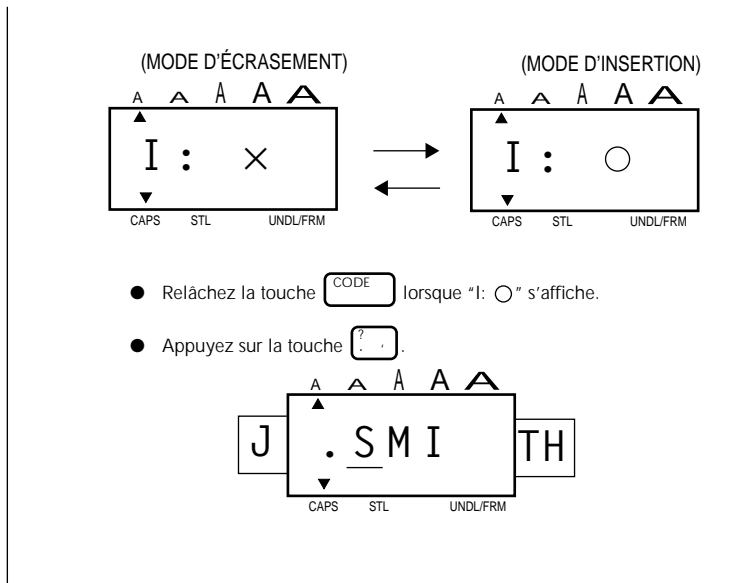 (MODE D'ÉCRASEMENT) (MODE D'INSERTION)
A A A A A A A A A A
I : × I : ○
CAPS STL UNDL/FRM CAPS STL UNDL/FRM
● Relâchez la touche CODE lorsque “I: ○” s'affiche.
● Appuyez sur la touche ? . , .
A A A A A
J .SMI TH
CAPS STL UNDL/FRM